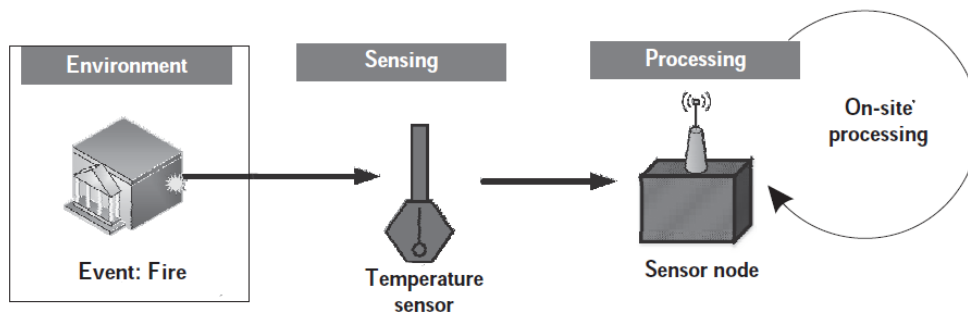 Environment
Sensing
Processing
On-site'
processing
Event: Fire
Temperature
sensor
Sensor node